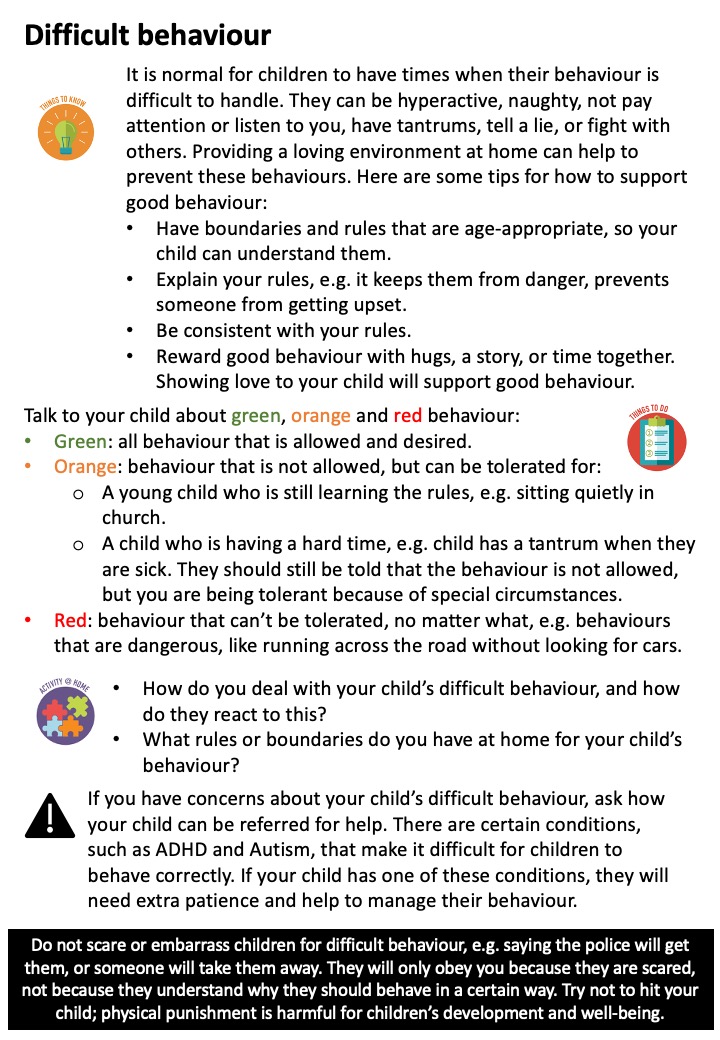 Difficult behaviour
THINGS TO KNOW
It is normal for children to have times when their behaviour is
difficult to handle. They can be hyperactive, naughty, not pay
attention or listen to you, have tantrums, tell a lie, or fight with
others. Providing a loving environment at home can help to
prevent these behaviours. Here are some tips for how to support
good behaviour:
• Have boundaries and rules that are age-appropriate, so your
child can understand them.
• Explain your rules, e.g. it keeps them from danger, prevents
someone from getting upset.
• Be consistent with your rules.
• Reward good behaviour with hugs, a story, or time together.
Showing love to your child will support good behaviour.
Talk to your child about green, orange and red behaviour:
THINGS TO DO
• Green: all behaviour that is allowed and desired.
• Orange: behaviour that is not allowed, but can be tolerated for:
o A young child who is still learning the rules, e.g. sitting quietly in
church.
o A child who is having a hard time, e.g. child has a tantrum when they
are sick. They should still be told that the behaviour is not allowed,
but you are being tolerant because of special circumstances.
• Red: behaviour that can’t be tolerated, no matter what, e.g. behaviours
that are dangerous, like running across the road without looking for cars.
ACTIVITY @ HOME
• How do you deal with your child’s difficult behaviour, and how
do they react to this?
• What rules or boundaries do you have at home for your child’s
behaviour?
If you have concerns about your child’s difficult behaviour, ask how
your child can be referred for help. There are certain conditions,
such as ADHD and Autism, that make it difficult for children to
behave correctly. If your child has one of these conditions, they will
need extra patience and help to manage their behaviour.
Do not scare or embarrass children for difficult behaviour, e.g. saying the police will get
them, or someone will take them away. They will only obey you because they are scared,
not because they understand why they should behave in a certain way. Try not to hit your
child; physical punishment is harmful for children’s development and well-being.